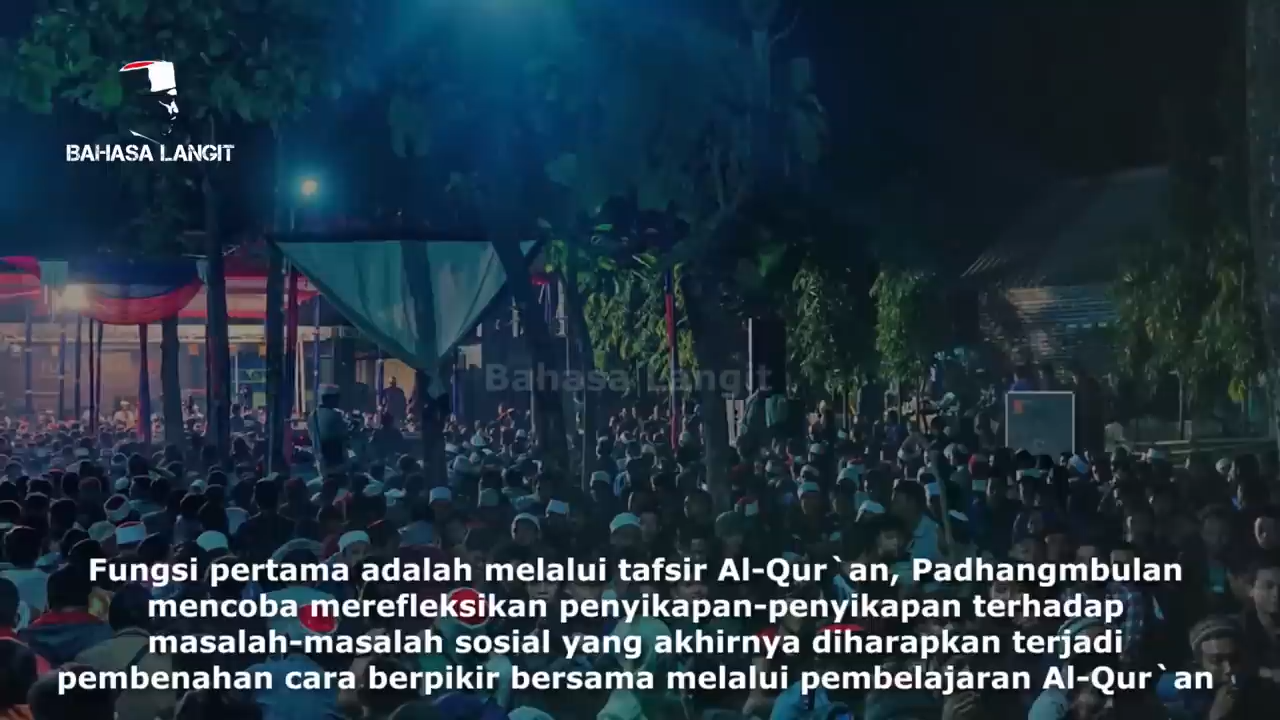 BAHASA LANGIT
Bahasa Langit
Fungsi pertama adalah melalui tafsir Al-Qur`an, Padhangmbulan
mencoba merefleksikan penyikapan-penyikapan terhadap
masalah-masalah sosial yang akhirnya diharapkan terjadi
pembenahan cara berpikir bersama melalui pembelajaran Al-Qur`an